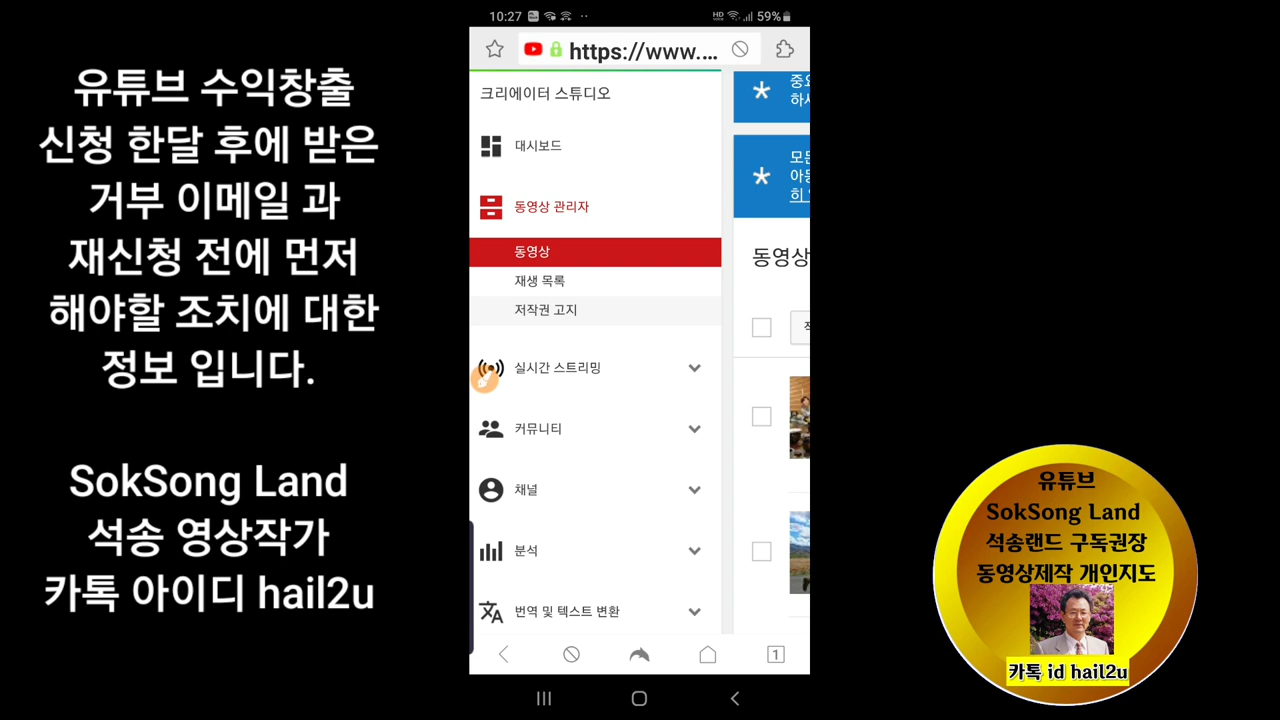 유튜브 수익창출
신청 한달 후에 받은
거부 이메일 과
재신청 전에 먼저
해야할 조치에 대한
정보 입니다.
SokSong Land
석송 영상작가
카톡 아이디 hail2u
10:27
59%
https://www....
크리에이터 스튜디오
대시보드
동영상 관리자
동영상
재생 목록
저작권 고지
실시간 스트리밍
커뮤니티
채널
분석
번역 및 텍스트 변환
1
동영상
유튜브
SokSong Land
석송랜드 구독권장
동영상제작 개인지도
카톡 id hail2u